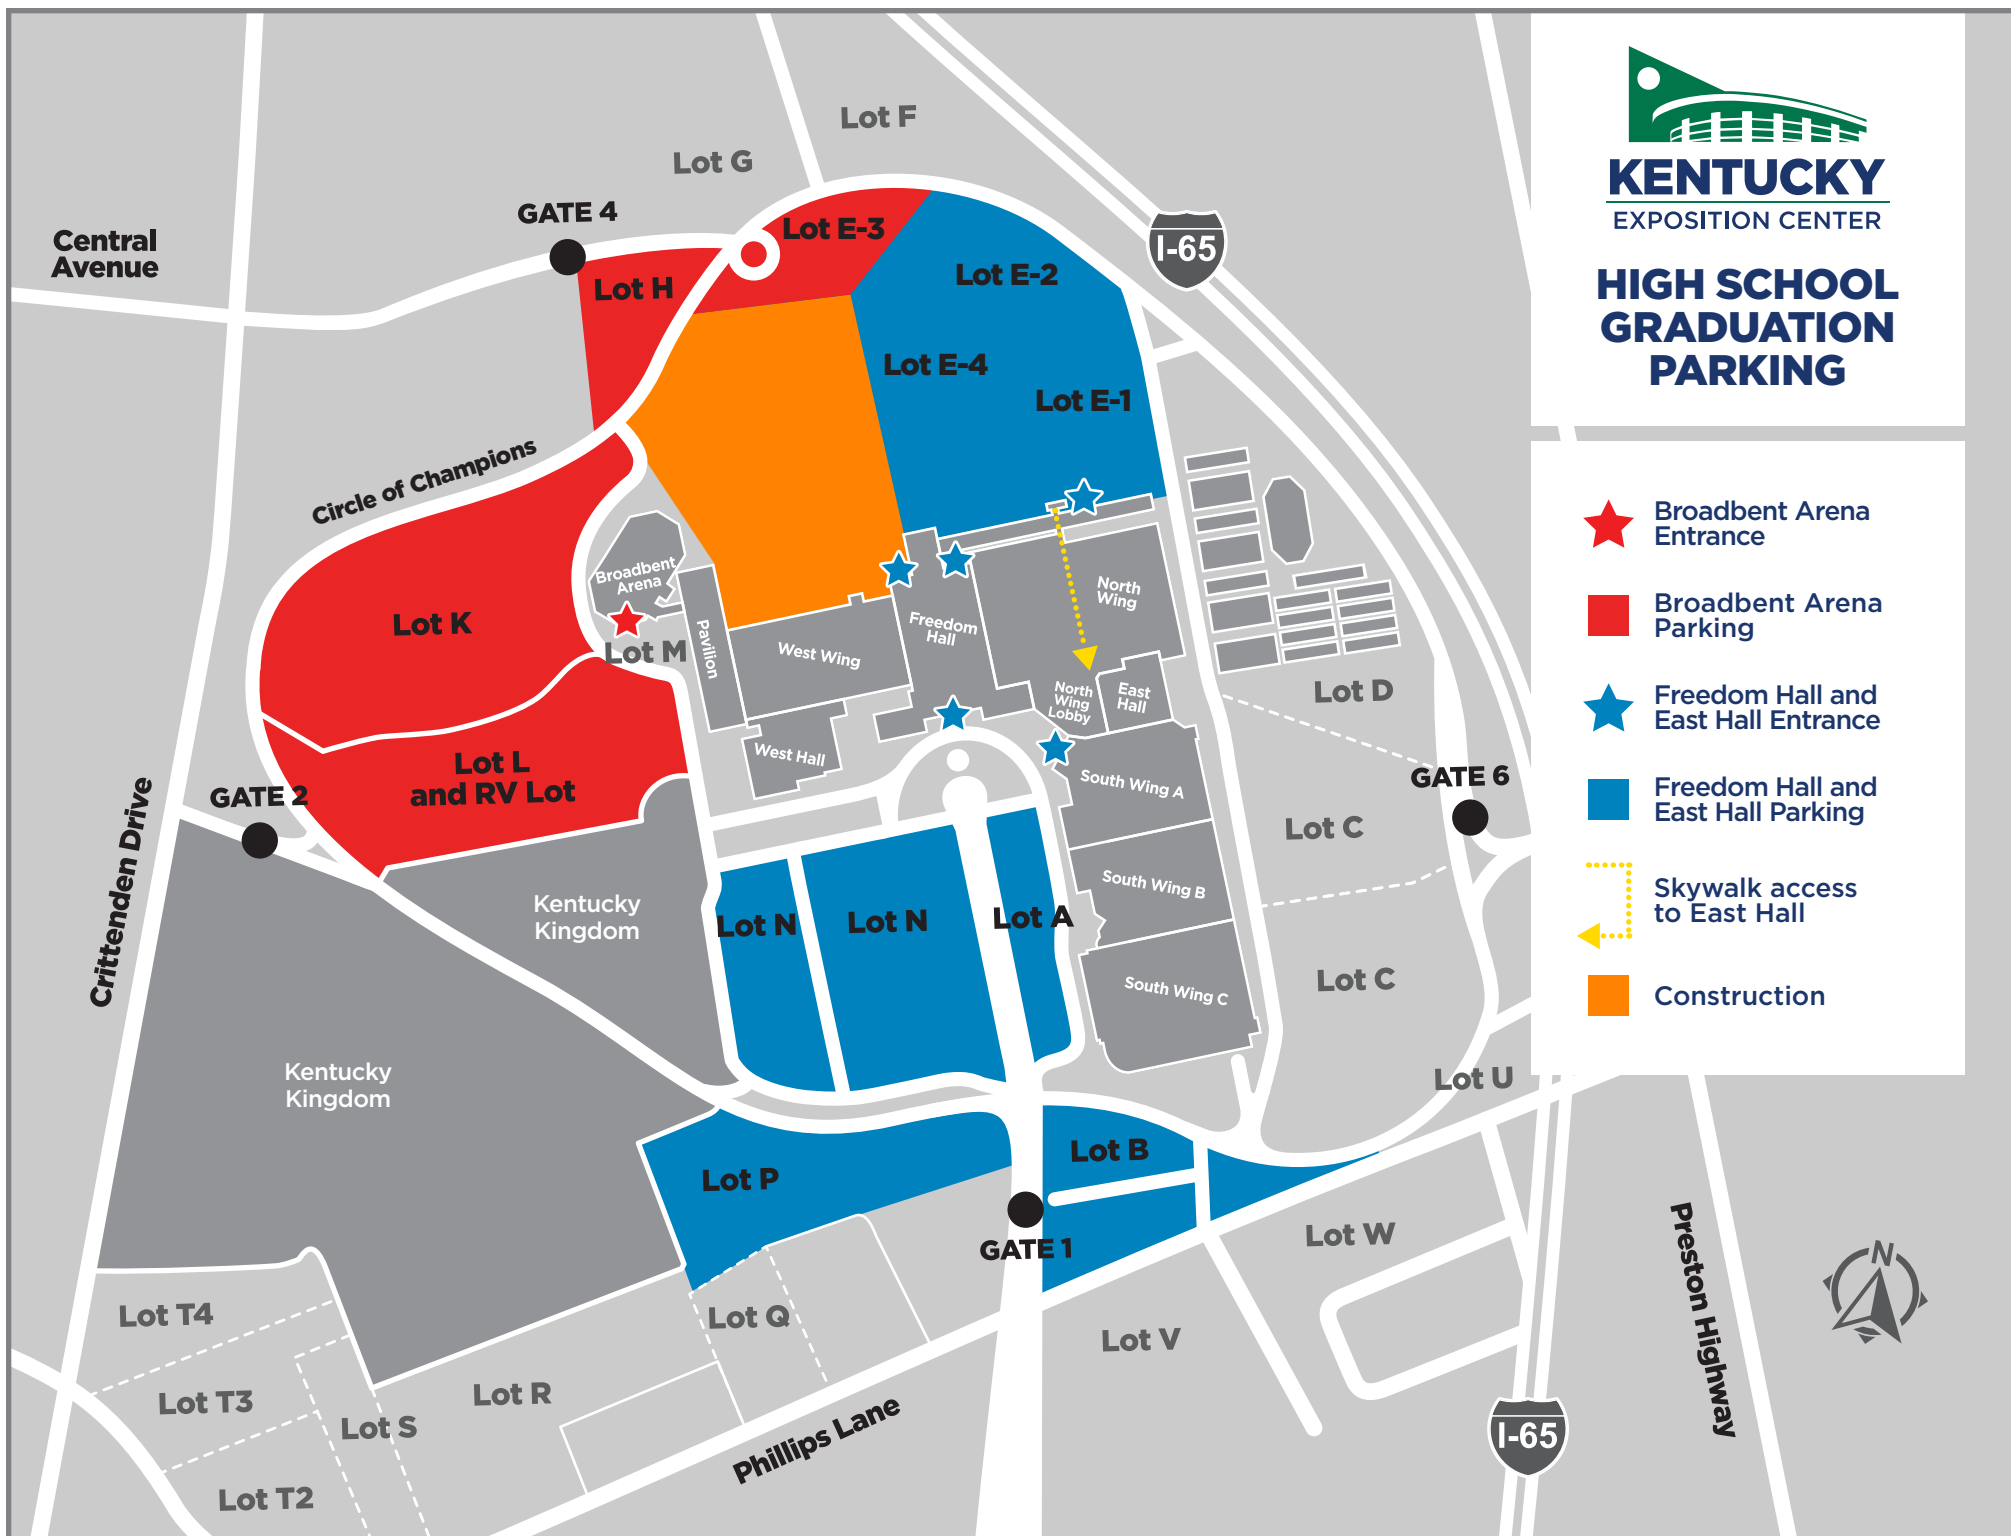 KENTUCKY
EXPOSITION CENTER
HIGH SCHOOL
GRADUATION
PARKING
Broadbent Arena
Entrance
Broadbent Arena
Parking
Freedom Hall and
East Hall Entrance
Freedom Hall and
East Hall Parking
Skywalk access
to East Hall
Construction
Lot F
Lot G
GATE 4
Central
Avenue
Lot E-3
I-65
Lot H
Lot E-2
Lot E-4
Lot E-1
Circle of Champions
Broadbent
Arena
Lot K
Lot M
Pavilion
West Wing
Freedom
Hall
North
Wing
North
Wing
Lobby
East
Hall
Lot D
West Hall
Lot L
and RV Lot
GATE 2
South Wing A
GATE 6
Lot C
Crittenden Drive
Kentucky
Kingdom
Lot N
Lot N
Lot A
South Wing B
South Wing C
Lot C
Kentucky
Kingdom
Lot U
Lot P
Lot B
GATE 1
Lot W
Preston Highway
N
Lot T4
Lot Q
Lot V
Lot T3
Lot S
Lot R
Phillips Lane
I-65
Lot T2